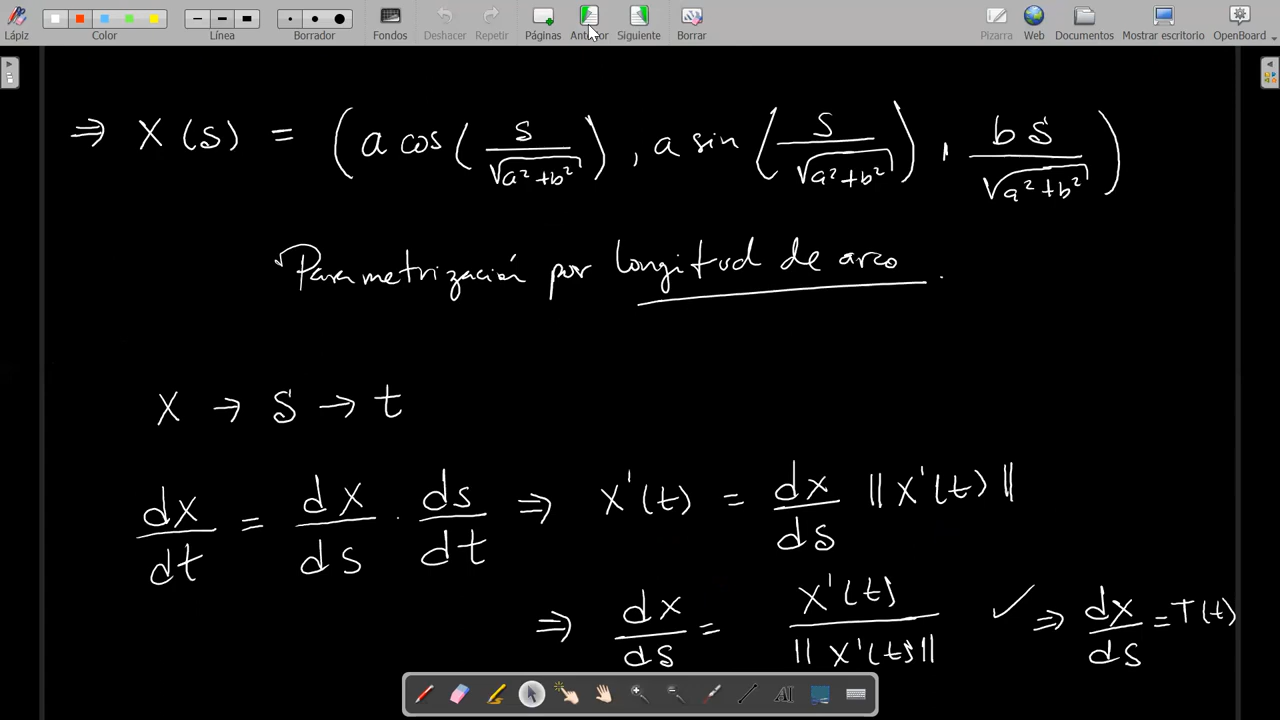 Lápiz Color Línea Borrador Fondos Deshacer Repetir Páginas Anterior Siguiente Borrar Pizarra Web Documentos Mostrar escritorio OpenBoard
⇒ X(s) = (a cos(s/√(a²+b²)), a sin(s/√(a²+b²)), bs/√(a²+b²))
Parametrización por longitud de arco.
X → s → t
dx/dt = dx/ds · ds/dt ⇒ x'(t) = dx/ds ||x'(t)||
⇒ dx/ds = x'(t)/||x'(t)|| ✓ ⇒ dx/ds = T(t)
AI